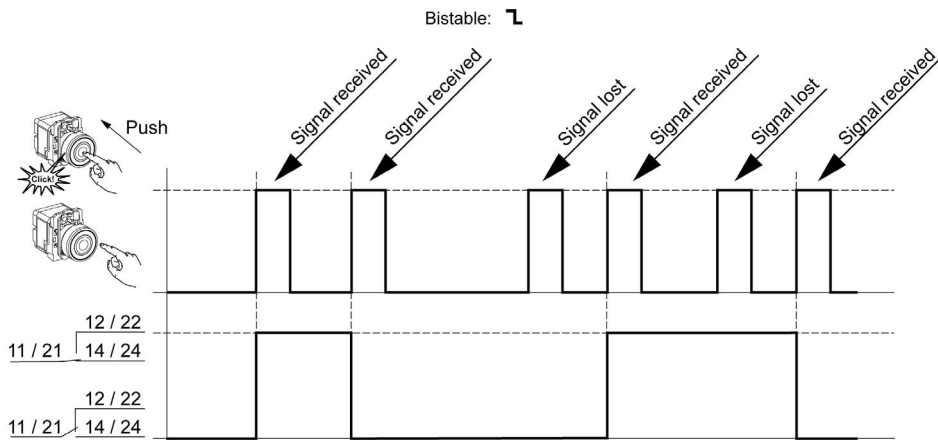 Bistable:
Signal received
Signal received
Signal lost
Signal received
Signal lost
Signal received
Push
Click!
12 / 22
11 / 21 14 / 24
12 / 22
11 / 21 14 / 24